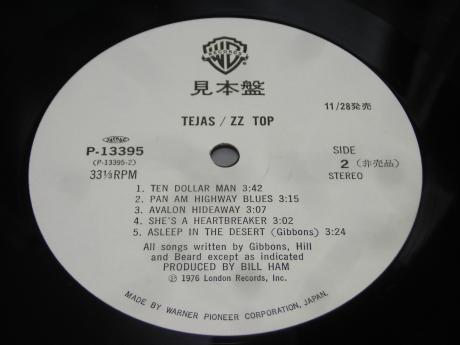 WB
RECORDS
見本盤
11/28発売
TEJAS / ZZ TOP
P-13395
(P-13395-2)
33⅓RPM
SIDE
2 (非売品)
STEREO
1. TEN DOLLAR MAN 3:42
2. PAN AM HIGHWAY BLUES 3:15
3. AVALON HIDEAWAY 3:07
4. SHE'S A HEARTBREAKER 3:02
5. ASLEEP IN THE DESERT (Gibbons) 3:24
All songs written by Gibbons, Hill
and Beard except as indicated
PRODUCED BY BILL HAM
Ⓟ 1976 London Records, Inc.
MADE BY WARNER PIONEER CORPORATION, JAPAN.